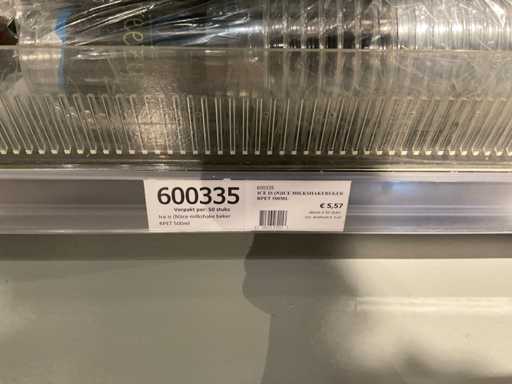 600335
Verpakt per: 50 stuks
Ice is (N)ice milkshake beker
RPET 500ml
600335
ICE IS (N)ICE MILKSHAKEBEKER
RPET 500ML
€ 5,57